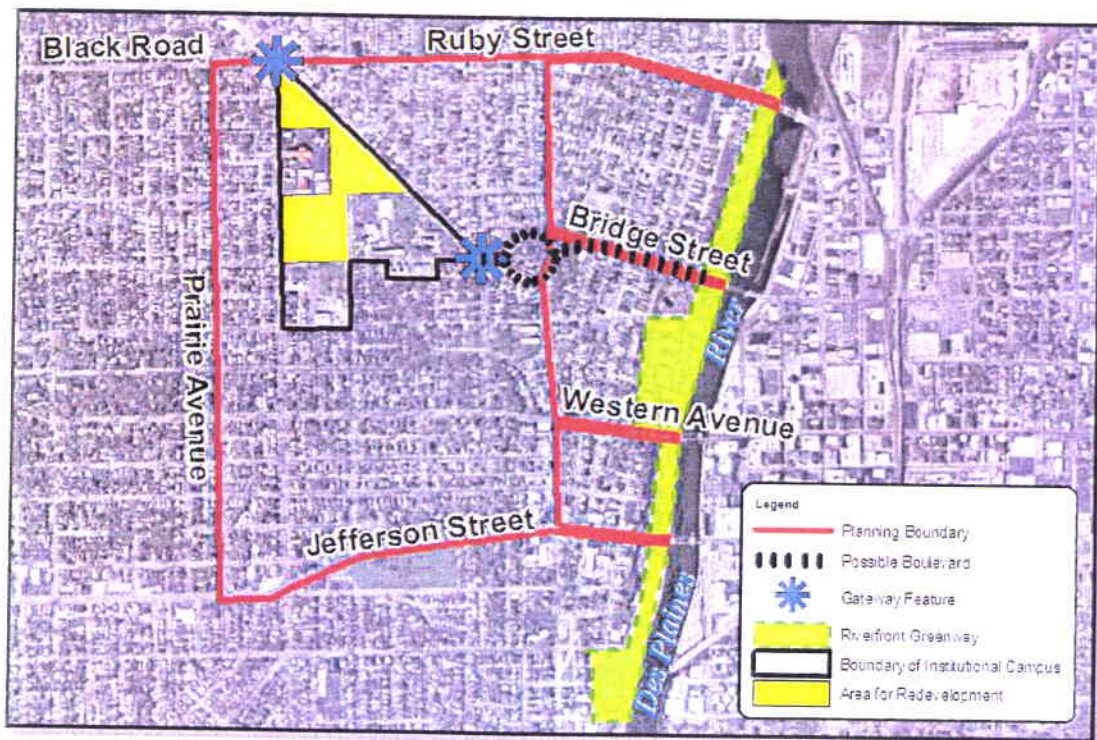 Black Road
Ruby Street
Bridge Street
Prairie Avenue
River
Western Avenue
Jefferson Street
Des Plaines
Legend
Planning Boundary
Possible Boulevard
Gateway Feature
Riverfront Greenway
Boundary of Institutional Campus
Area for Redevelopment